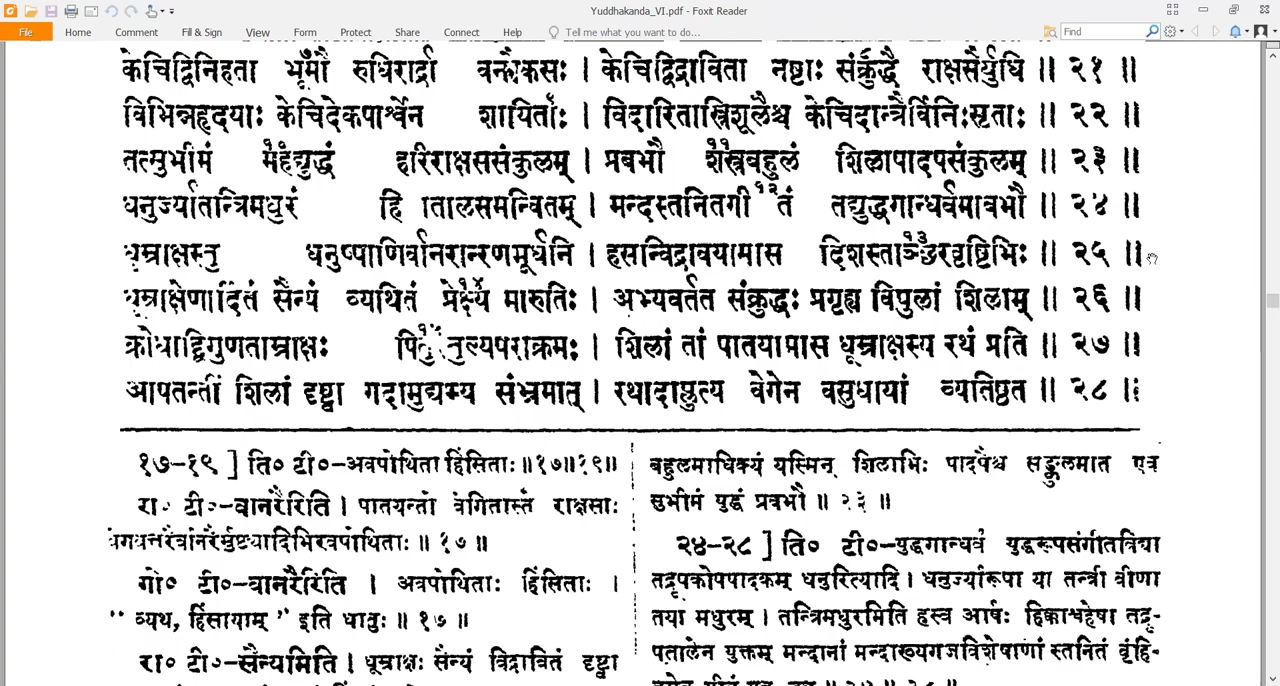 Yuddhakanda_VI.pdf - Foxit Reader
File Home Comment Fill & Sign View Form Protect Share Connect Help Tell me what you want to do... Find
केचिद्विनिहता भूमौ रुधिरार्द्रा वनौकसः। केचिद्विद्राविता नष्टाः संक्रुद्धै राक्षसैर्युधि ॥ २१ ॥
विभिन्नहृदयाः केचिदेकपार्श्वेन शायिताः। विदारितास्त्रिशूलैश्च केचिदान्त्रैर्विनिःसृताः ॥ २२ ॥
तत्सुभीमं महद्युद्धं हरिराक्षससंकुलम्। प्रबभौ शस्त्रबहुलं शिलापादपसंकुलम् ॥ २३ ॥
धनुर्ज्यातन्त्रिमधुरं हि तालसमन्वितम्। मन्दस्तनितगी१२तं तद्युद्धगान्धर्वमाबभौ ॥ २४ ॥
धूम्राक्षस्तु धनुष्पाणिर्वानरान्रणमूर्धनि। हसन्विद्रावयामास दिशस्ताञ्छरवृष्टिभिः ॥ २५ ॥
धूम्राक्षेणार्दितं सैन्यं व्यथितं प्रेक्ष्य मारुतिः। अभ्यवर्तत संक्रुद्धः प्रगृह्य विपुलां शिलाम् ॥ २६ ॥
क्रोधाद्द्विगुणताम्राक्षः पितुस्तुल्यपराक्रमः। शिलां तां पातयामास धूम्राक्षस्य रथं प्रति ॥ २७ ॥
आपतन्तीं शिलां दृष्ट्वा गदामुद्यम्य संभ्रमात्। रथादाप्लुत्य वेगेन वसुधायां व्यतिष्ठत ॥ २८ ॥
१७-१९ ] ति० टी०-अवपोथिता हिंसिताः ॥१७॥१९॥
रा० टी०-वानरैरिति। पातयन्तो वेगितास्ते राक्षसाः
वेगवत्तरैर्वानरैर्मुष्ट्यादिभिरवपोथिताः ॥ १७ ॥
गो० टी०-वानरैरिति। अवपोथिताः हिंसिताः।
" व्यथ, हिंसायाम् " इति धातुः ॥ १७ ॥
रा० टी०-सैन्यमिति। धूम्राक्षः सैन्यं विद्रावितं दृष्ट्वा
बहुलमाधिक्यं यस्मिन् शिलाभिः पादपैश्च सङ्कुलमात एव
सुभीमं युद्धं प्रबभौ ॥ २३ ॥
२४-२८ ] ति० टी०-युद्धगान्धर्वं युद्धरूपसंगीतविद्या
तद्रूपकोपपादकम् धनुरित्यादि। धनुर्ज्यारूपा या तन्त्री वीणा
तया मधुरम्। तन्त्रिमधुरमिति ह्रस्व आर्षः हिक्काश्वहेषा तद्रू-
पतालेन युक्तम् मन्दानां मन्दाख्यगजविशेषाणां स्तनितं वृंहि-